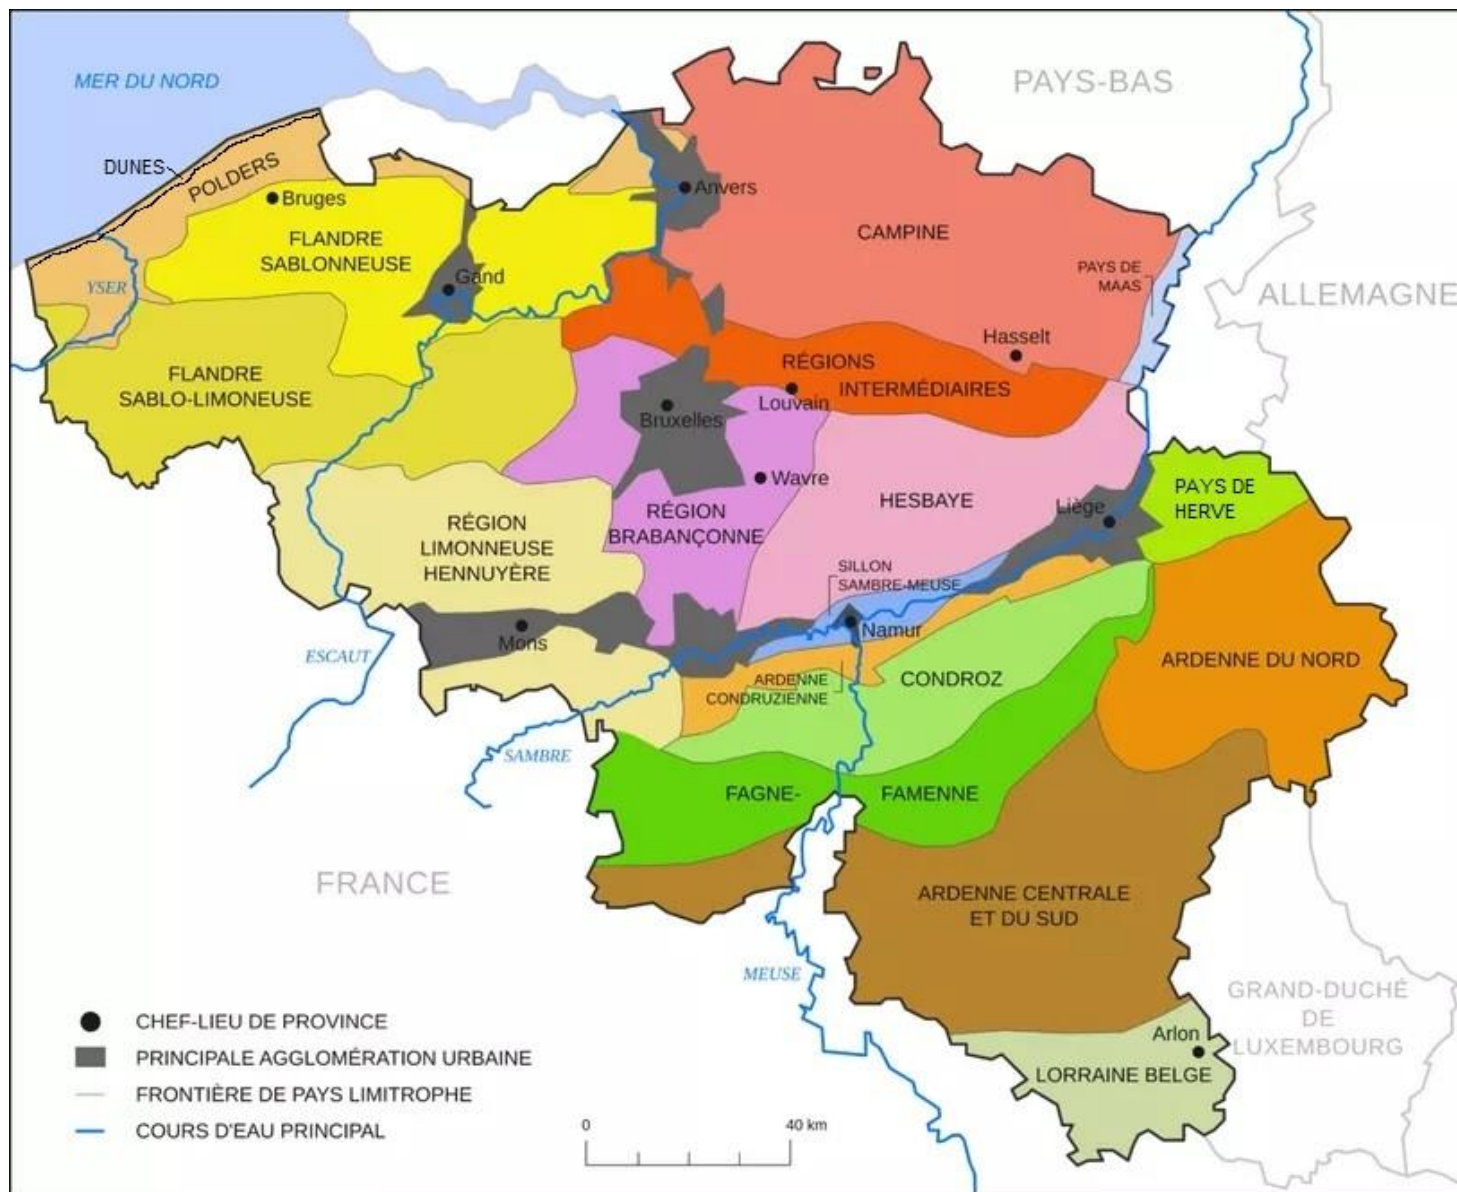 MER DU NORD
PAYS-BAS
DUNES
POLDERS
Bruges
Anvers
FLANDRE
SABLONNEUSE
CAMPINE
Gand
YSER
PAYS DE
MAAS
ALLEMAGNE
Hasselt
RÉGIONS
INTERMÉDIAIRES
FLANDRE
SABLO-LIMONEUSE
Louvain
Bruxelles
Wavre
HESBAYE
PAYS DE
HERVE
Liège
RÉGION
BRABANÇONNE
RÉGION
LIMONNEUSE
HENNUYÈRE
SILLON
SAMBRE-MEUSE
Namur
Mons
ESCAUT
ARDENNE DU NORD
ARDENNE
CONDRUZIENNE
CONDROZ
SAMBRE
FAGNE-
FAMENNE
FRANCE
ARDENNE CENTRALE
ET DU SUD
MEUSE
GRAND-DUCHÉ
DE
LUXEMBOURG
Arlon
LORRAINE BELGE
CHEF-LIEU DE PROVINCE
PRINCIPALE AGGLOMÉRATION URBAINE
FRONTIÈRE DE PAYS LIMITROPHE
COURS D'EAU PRINCIPAL
0
40 km